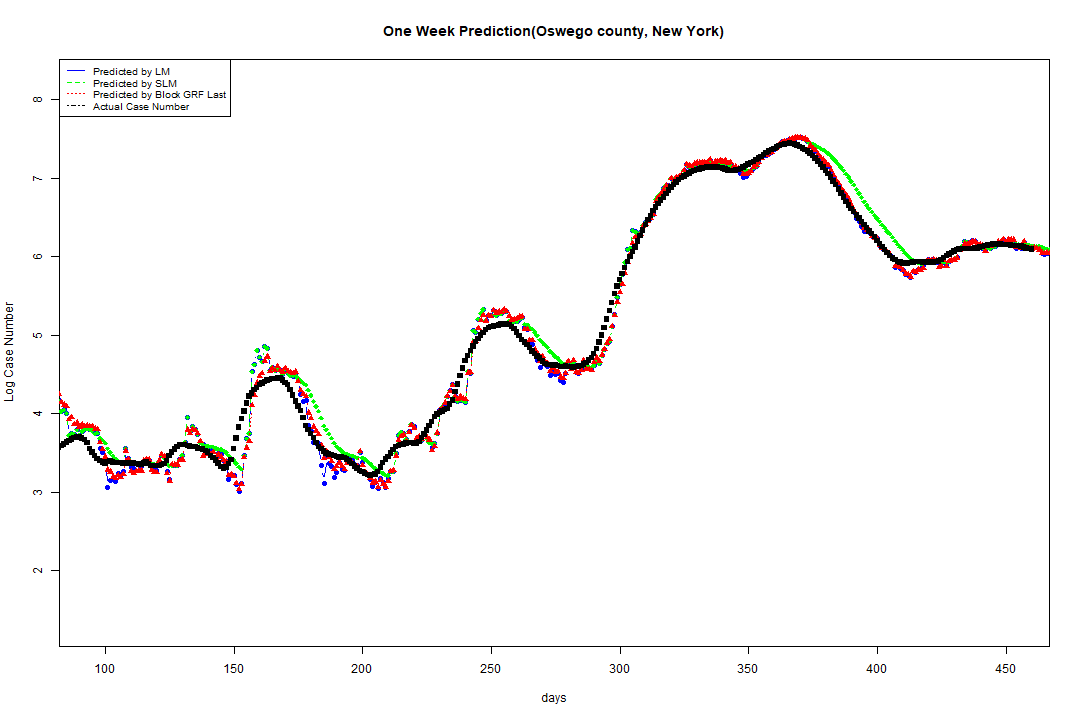 One Week Prediction(Oswego county, New York)
Predicted by LM
Predicted by SLM
Predicted by Block GRF Last
Actual Case Number
8
7
6
5
4
3
2
Log Case Number
100 150 200 250 300 350 400 450
days